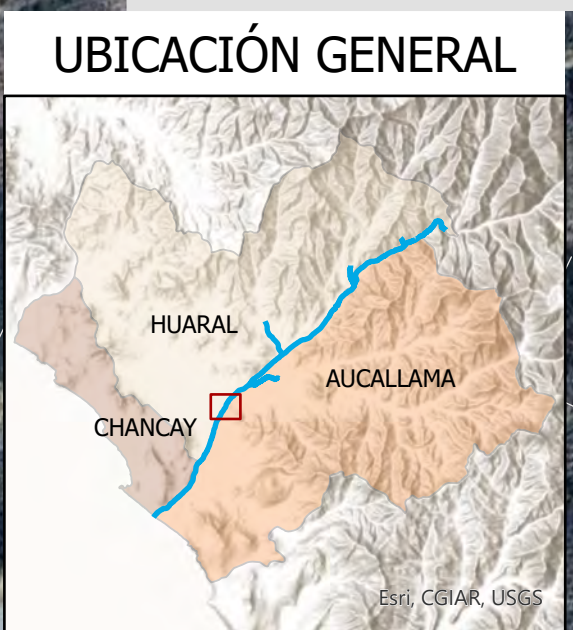 UBICACIÓN GENERAL
HUARAL
AUCALLAMA
CHANCAY
Esri, CGIAR, USGS